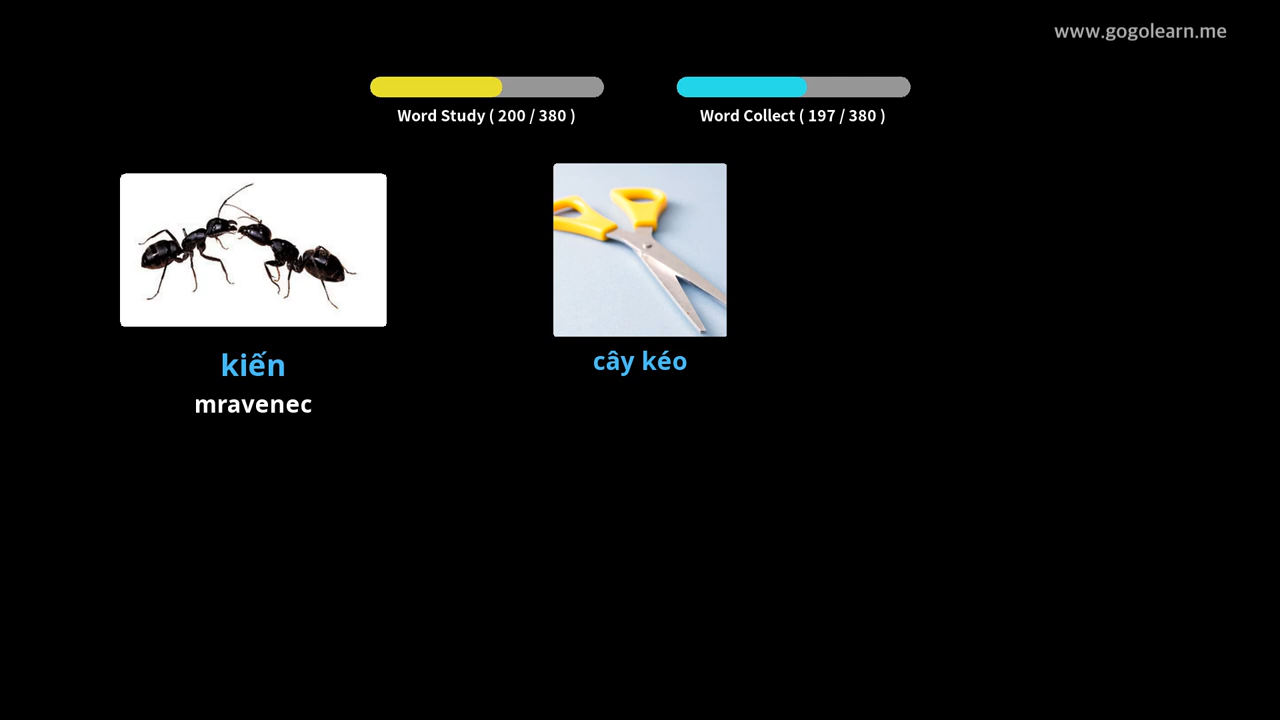 www.gogolearn.me
Word Study ( 200 / 380 )
Word Collect ( 197 / 380 )
kiến
mravenec
cây kéo